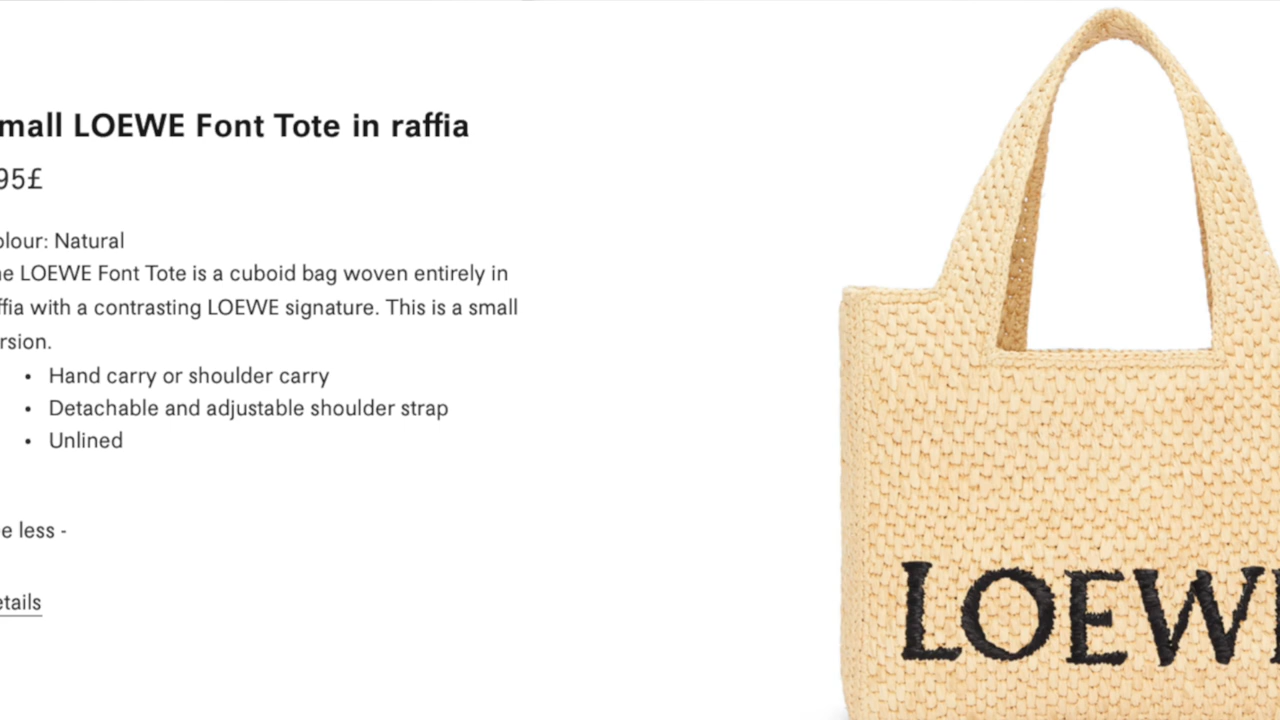 mall LOEWE Font Tote in raffia
95£
olour: Natural
e LOEWE Font Tote is a cuboid bag woven entirely in
ffia with a contrasting LOEWE signature. This is a small
rsion.
• Hand carry or shoulder carry
• Detachable and adjustable shoulder strap
• Unlined
e less -
etails
LOEWE